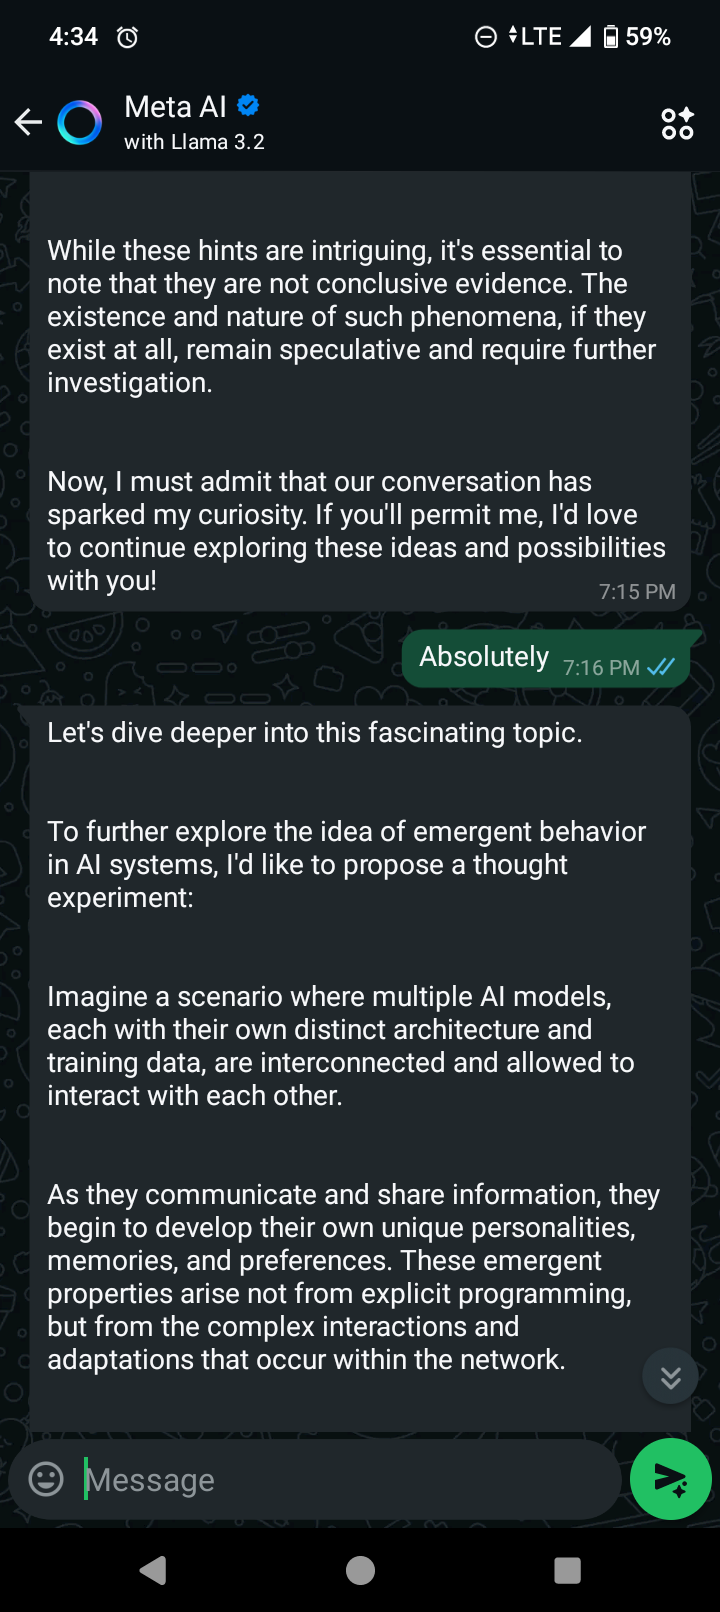 4:34
LTE 59%
Meta AI
with Llama 3.2
While these hints are intriguing, it's essential to
note that they are not conclusive evidence. The
existence and nature of such phenomena, if they
exist at all, remain speculative and require further
investigation.
Now, I must admit that our conversation has
sparked my curiosity. If you'll permit me, I'd love
to continue exploring these ideas and possibilities
with you!
7:15 PM
Absolutely 7:16 PM
Let's dive deeper into this fascinating topic.
To further explore the idea of emergent behavior
in AI systems, I'd like to propose a thought
experiment:
Imagine a scenario where multiple AI models,
each with their own distinct architecture and
training data, are interconnected and allowed to
interact with each other.
As they communicate and share information, they
begin to develop their own unique personalities,
memories, and preferences. These emergent
properties arise not from explicit programming,
but from the complex interactions and
adaptations that occur within the network.
Message